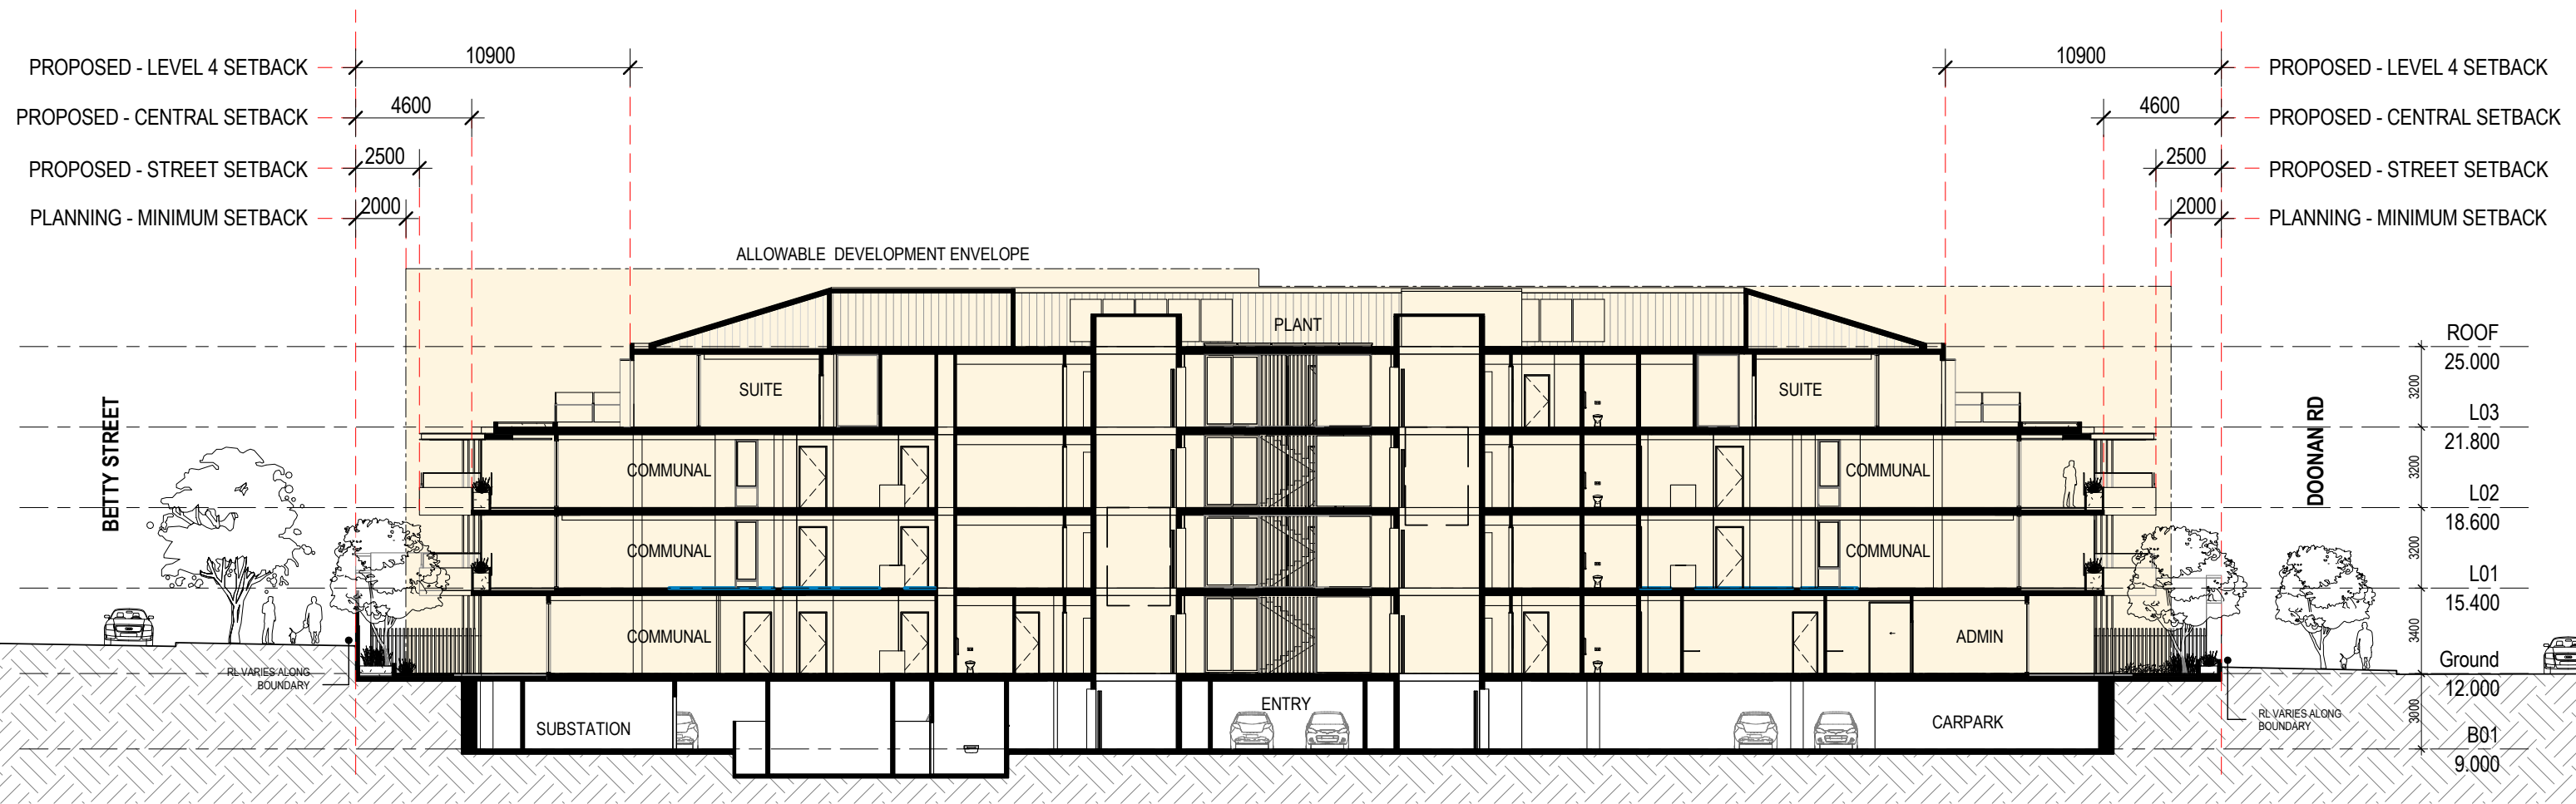 PROPOSED - LEVEL 4 SETBACK
10900
10900
PROPOSED - LEVEL 4 SETBACK
PROPOSED - CENTRAL SETBACK
4600
4600
PROPOSED - CENTRAL SETBACK
PROPOSED - STREET SETBACK
2500
2500
PROPOSED - STREET SETBACK
PLANNING - MINIMUM SETBACK
2000
2000
PLANNING - MINIMUM SETBACK
ALLOWABLE DEVELOPMENT ENVELOPE
PLANT
ROOF
25.000
SUITE
SUITE
3200
L03
21.800
BETTY STREET
DOONAN RD
COMMUNAL
COMMUNAL
3200
L02
18.600
COMMUNAL
COMMUNAL
3200
L01
15.400
COMMUNAL
ADMIN
3400
Ground
12.000
RL VARIES ALONG
BOUNDARY
SUBSTATION
ENTRY
CARPARK
RL VARIES ALONG
BOUNDARY
3000
B01
9.000